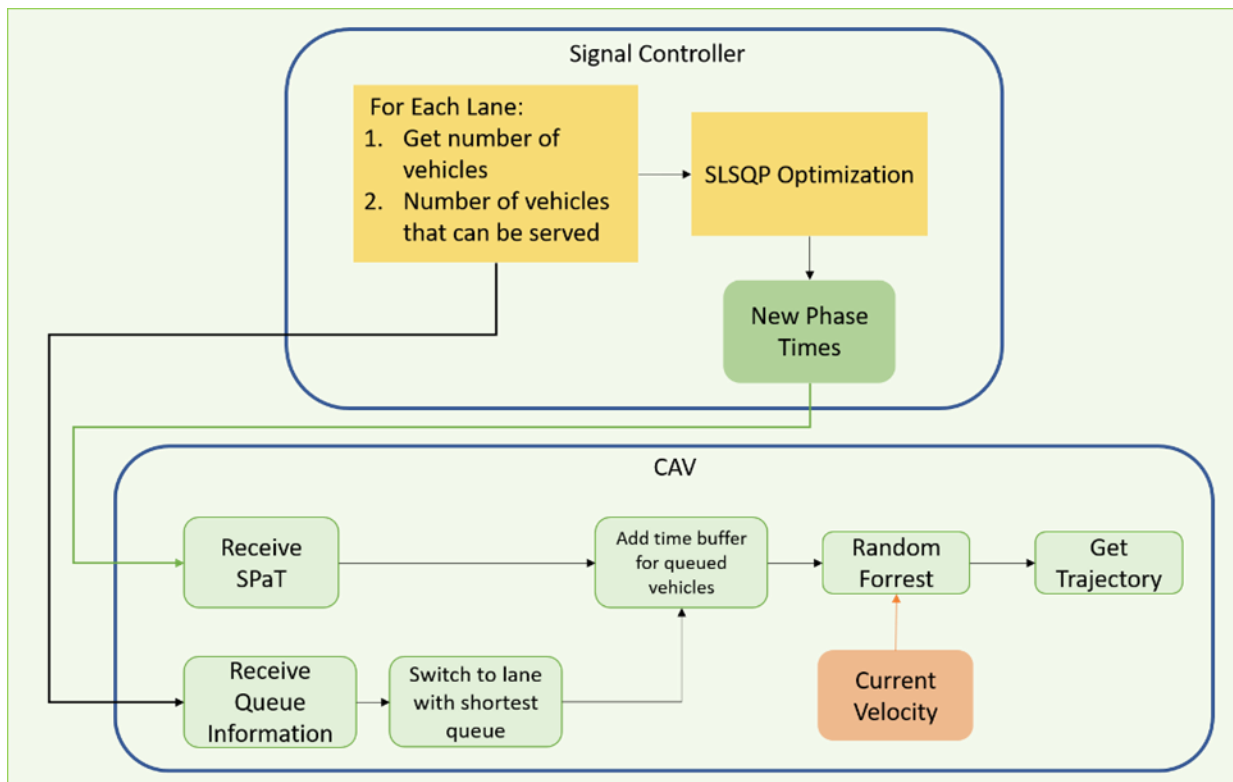 Signal Controller
For Each Lane:
1. Get number of
vehicles
2. Number of vehicles
that can be served
SLSQP Optimization
New Phase
Times
CAV
Receive
SPaT
Add time buffer
for queued
vehicles
Random
Forrest
Get
Trajectory
Receive
Queue
Information
Switch to lane
with shortest
queue
Current
Velocity